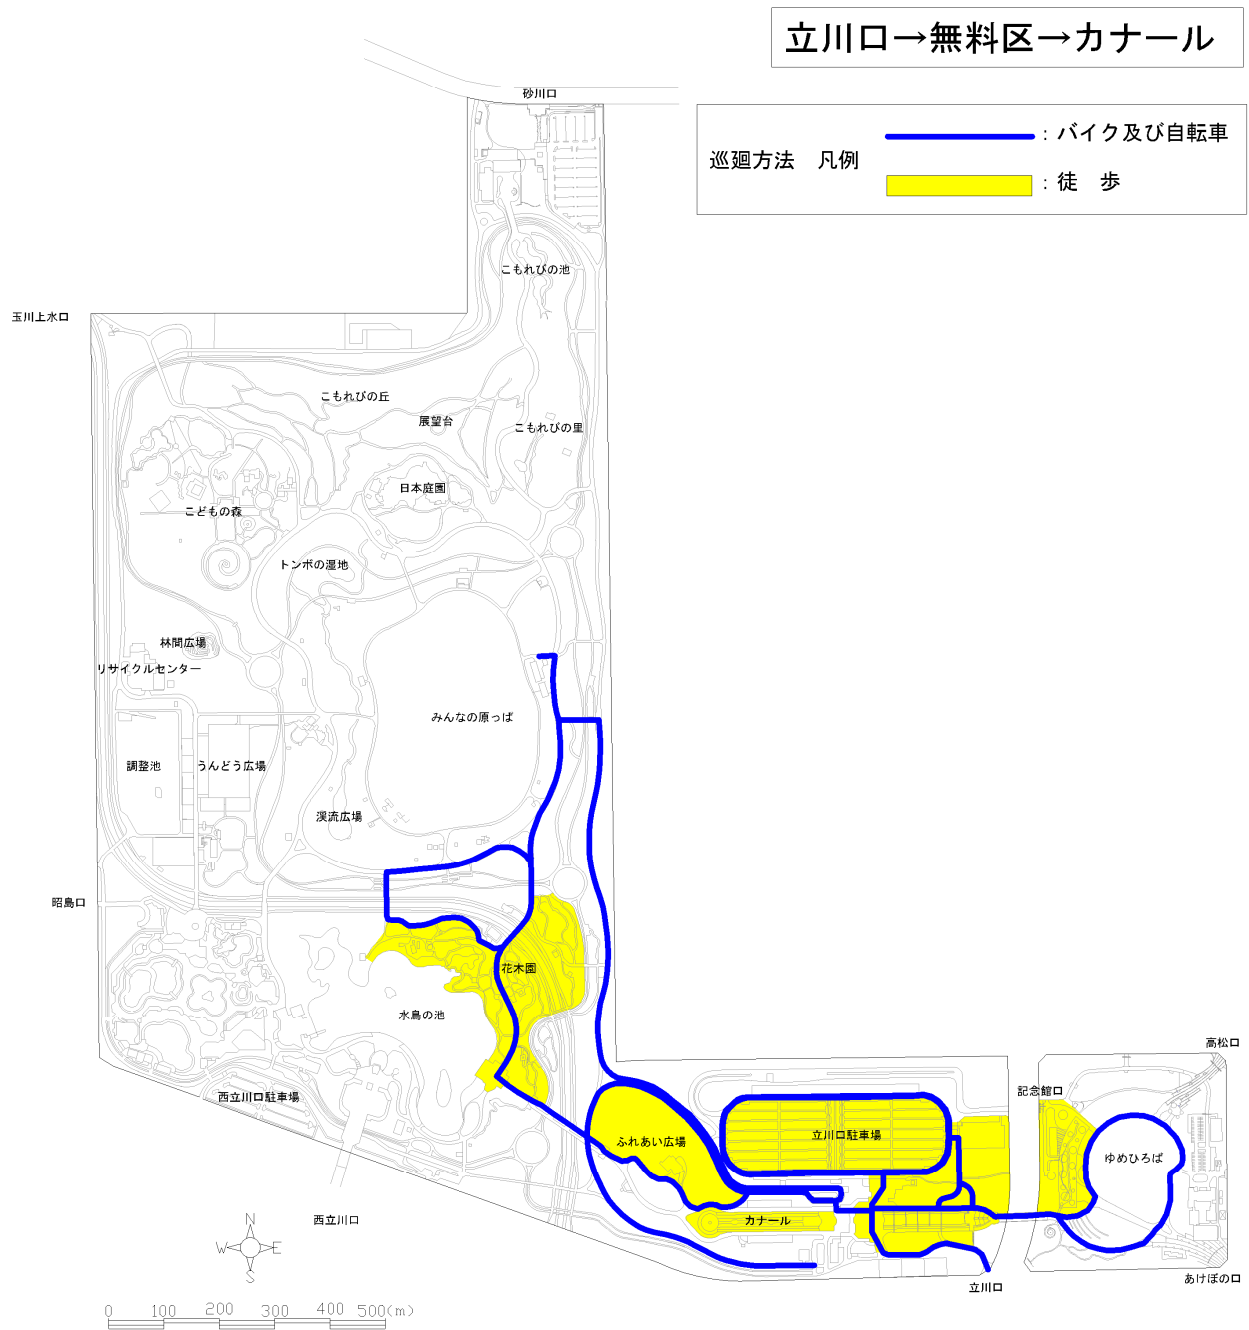 立川口→無料区→カナール
砂川口
：バイク及び自転車
巡廻方法　凡例
：徒　歩
こもれびの池
玉川上水口
こもれびの丘
展望台
こもれびの里
日本庭園
こどもの森
トンボの湿地
林間広場
リサイクルセンター
みんなの原っぱ
調整池
うんどう広場
渓流広場
昭島口
花木園
水鳥の池
高松口
記念館口
西立川口駐車場
立川口駐車場
ふれあい広場
ゆめひろば
西立川口
カナール
N
W
E
S
あけぼの口
立川口
0 100 200 300 400 500(m)